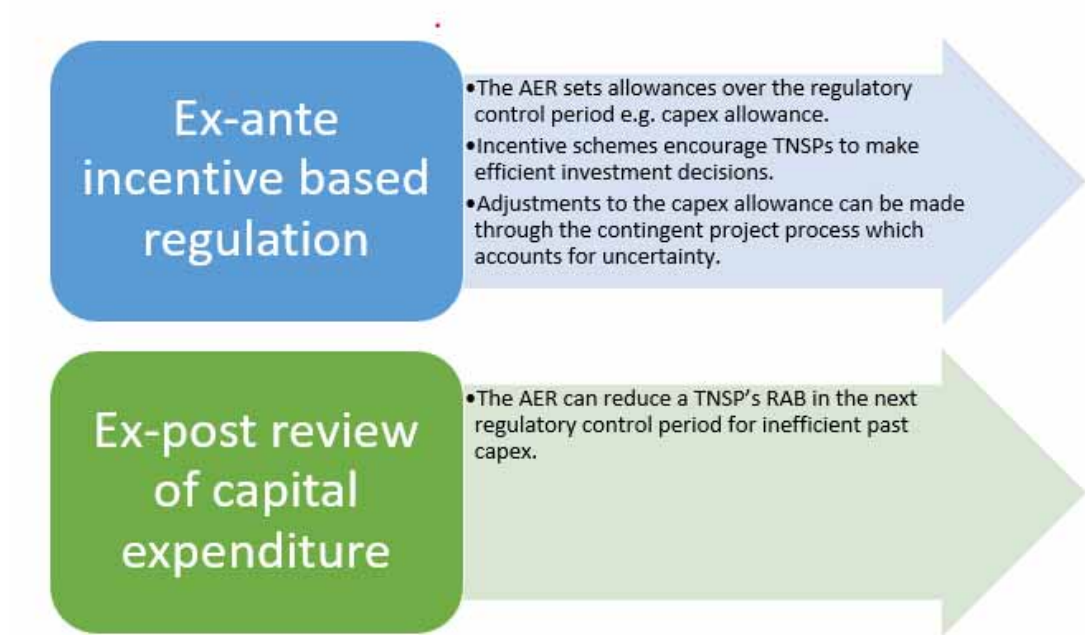 Ex-ante
incentive based
regulation
•The AER sets allowances over the regulatory
control period e.g. capex allowance.
•Incentive schemes encourage TNSPs to make
efficient investment decisions.
•Adjustments to the capex allowance can be made
through the contingent project process which
accounts for uncertainty.
Ex-post review
of capital
expenditure
•The AER can reduce a TNSP’s RAB in the next
regulatory control period for inefficient past
capex.